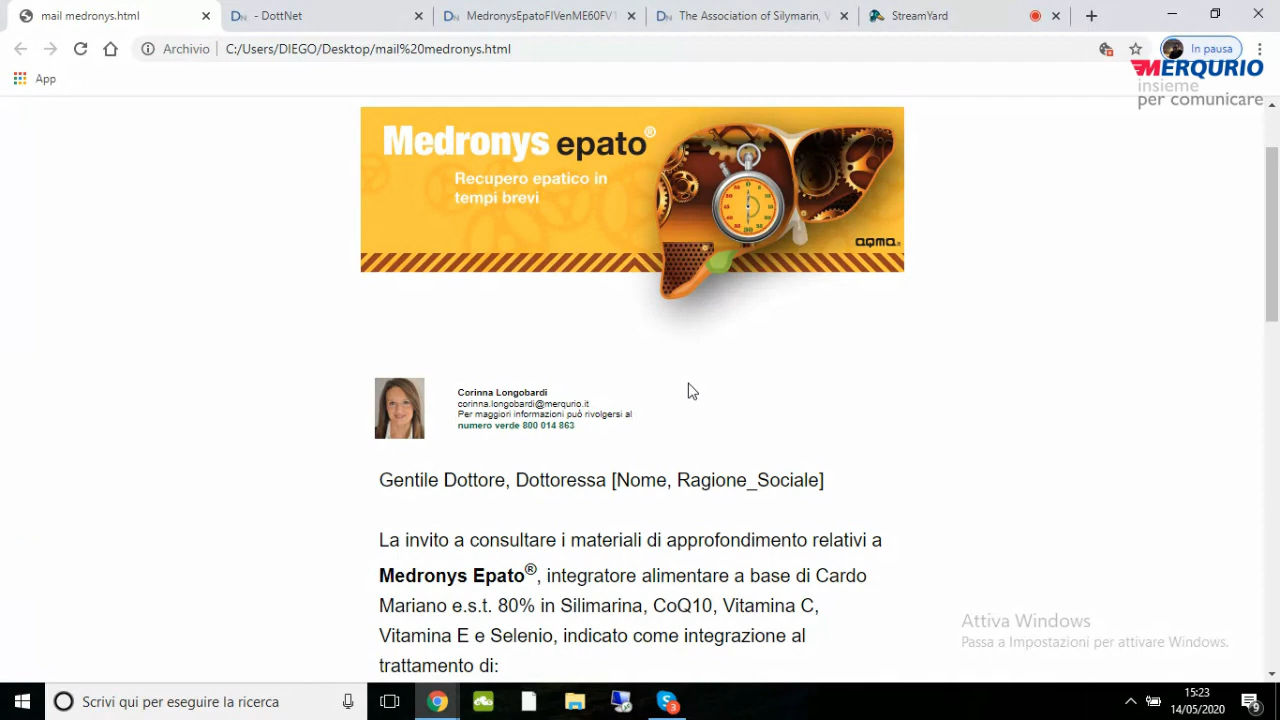 mail medronys.html
- DottNet
MedronysEpatoFIVenME60FV1
The Association of Silymarin, V
StreamYard
Archivio
C:/Users/DIEGO/Desktop/mail%20medronys.html
In pausa
App
MERQURIO
insieme
per comunicare
Medronys epato®
Recupero epatico in
tempi brevi
aqma.it
Corinna Longobardi
corinna.longobardi@merqurio.it
Per maggiori informazioni può rivolgersi al
numero verde 800 014 863
Gentile Dottore, Dottoressa [Nome, Ragione_Sociale]
La invito a consultare i materiali di approfondimento relativi a
Medronys Epato®, integratore alimentare a base di Cardo
Mariano e.s.t. 80% in Silimarina, CoQ10, Vitamina C,
Vitamina E e Selenio, indicato come integrazione al
trattamento di:
Attiva Windows
Passa a Impostazioni per attivare Windows.
Scrivi qui per eseguire la ricerca
3
15:23
14/05/2020
9